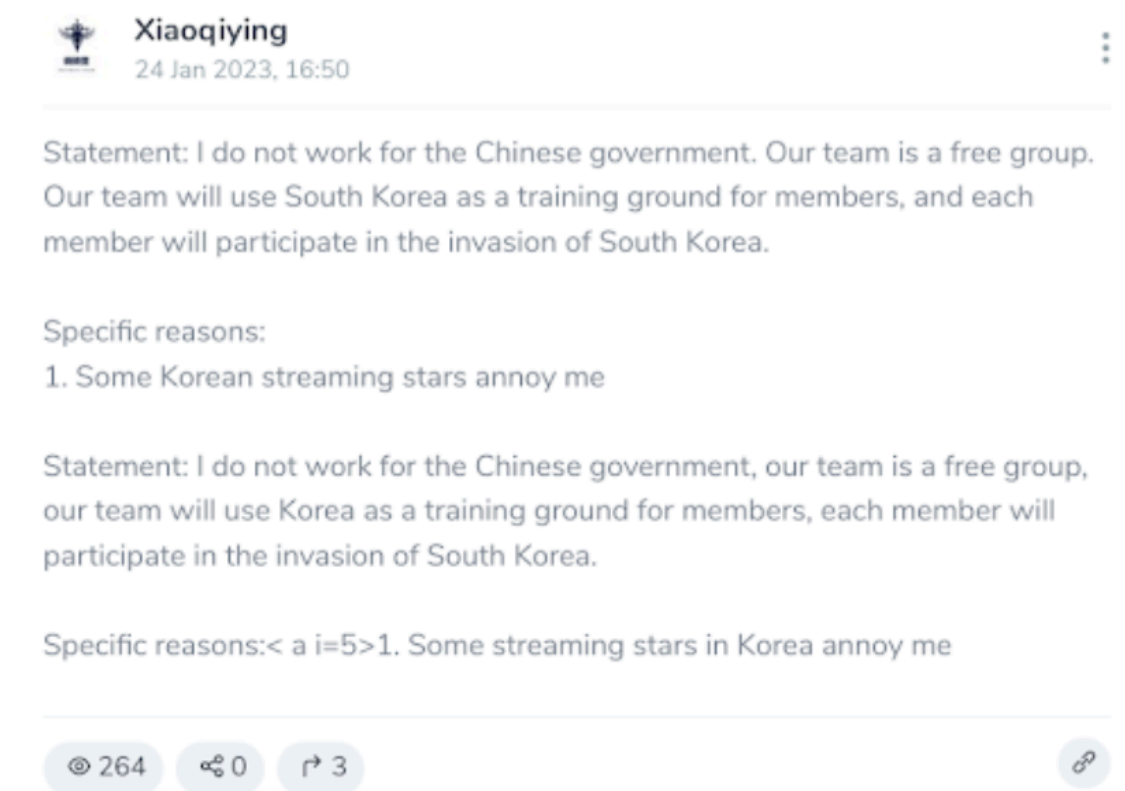 Xiaoqiying
24 Jan 2023, 16:50
Statement: I do not work for the Chinese government. Our team is a free group.
Our team will use South Korea as a training ground for members, and each
member will participate in the invasion of South Korea.
Specific reasons:
1. Some Korean streaming stars annoy me
Statement: I do not work for the Chinese government, our team is a free group,
our team will use Korea as a training ground for members, each member will
participate in the invasion of South Korea.
Specific reasons:< a i=5>1. Some streaming stars in Korea annoy me
264 0 3